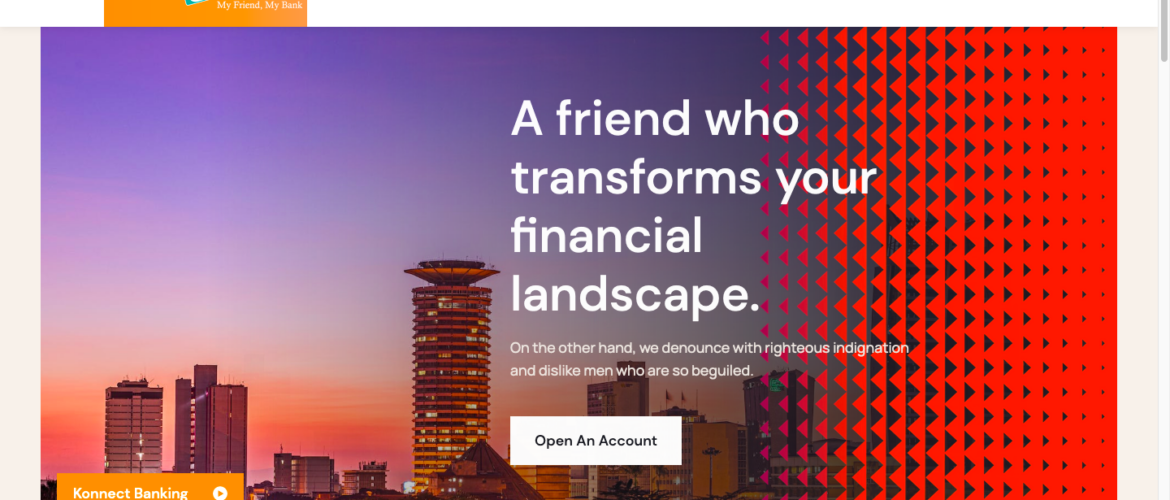 My Friend, My Bank
A friend who
transforms your
financial
landscape.
On the other hand, we denounce with righteous indignation
and dislike men who are so beguiled.
Open An Account
Konnect Banking